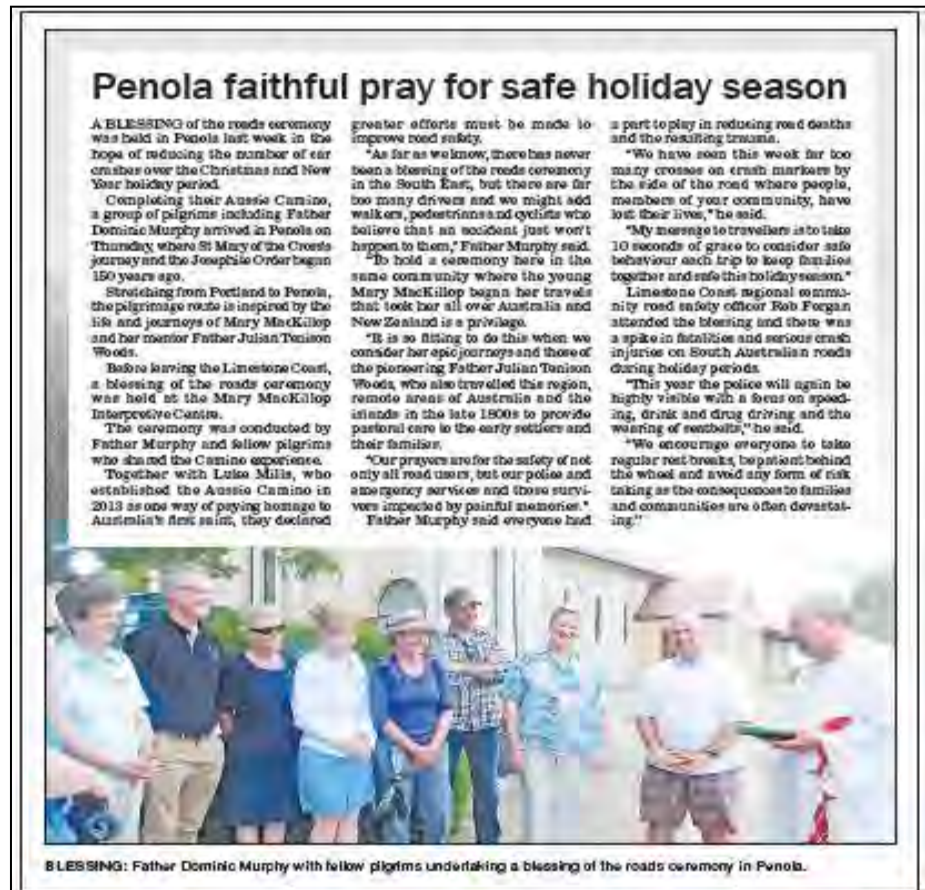 Penola faithful pray for safe holiday season
A BLESSING of the roads ceremony
was held in Penola last week in the
hope of reducing the number of car
crashes over the Christmas and New
Year holiday period.
Completing their Aussie Camino,
a group of pilgrims including Father
Dominic Murphy arrived in Penola on
Thursday, where St Mary of the Cross's
journey and the Josephite Order began
150 years ago.
Stretching from Portland to Penola,
the pilgrimage route is inspired by the
life and journeys of Mary MacKillop
and her mentor Father Julian Tenison
Woods.
Before leaving the Limestone Coast,
a blessing of the roads ceremony
was held at the Mary MacKillop
Interpretive Centre.
The ceremony was conducted by
Father Murphy and fellow pilgrims
who shared the Camino experience.
Together with Luke Mills, who
established the Aussie Camino in
2013 as one way of paying homage to
Australia's first saint, they declared
greater efforts must be made to
improve road safety.
"As far as we know, there has never
been a blessing of the roads ceremony
in the South East, but there are far
too many drivers and we might add
walkers, pedestrians and cyclists who
believe that an accident just won't
happen to them," Father Murphy said.
"To hold a ceremony here in the
same community where the young
Mary MacKillop began her travels
that took her all over Australia and
New Zealand is a privilege.
"It is so fitting to do this when we
consider her epic journeys and those of
the pioneering Father Julian Tenison
Woods, who also travelled this region,
remote areas of Australia and the
islands in the late 1800s to provide
pastoral care to the early settlers and
their families.
"Our prayers are for the safety of not
only all road users, but our police and
emergency services and those survi-
vors impacted by painful memories."
Father Murphy said everyone had
a part to play in reducing road deaths
and the resulting trauma.
"We have seen this week far too
many crosses on crash markers by
the side of the road where people,
members of your community, have
lost their lives," he said.
"My message to travellers is to take
10 seconds of grace to consider safe
behaviour each trip to keep families
together and safe this holiday season."
Limestone Coast regional commu-
nity road safety officer Rob Forgan
attended the blessing and there was
a spike in fatalities and serious crash
injuries on South Australian roads
during holiday periods.
"This year the police will again be
highly visible with a focus on speed-
ing, drink and drug driving and the
wearing of seatbelts," he said.
"We encourage everyone to take
regular rest breaks, be patient behind
the wheel and avoid any form of risk
taking as the consequences to families
and communities are often devastat-
ing."
BLESSING: Father Dominic Murphy with fellow pilgrims undertaking a blessing of the roads ceremony in Penola.